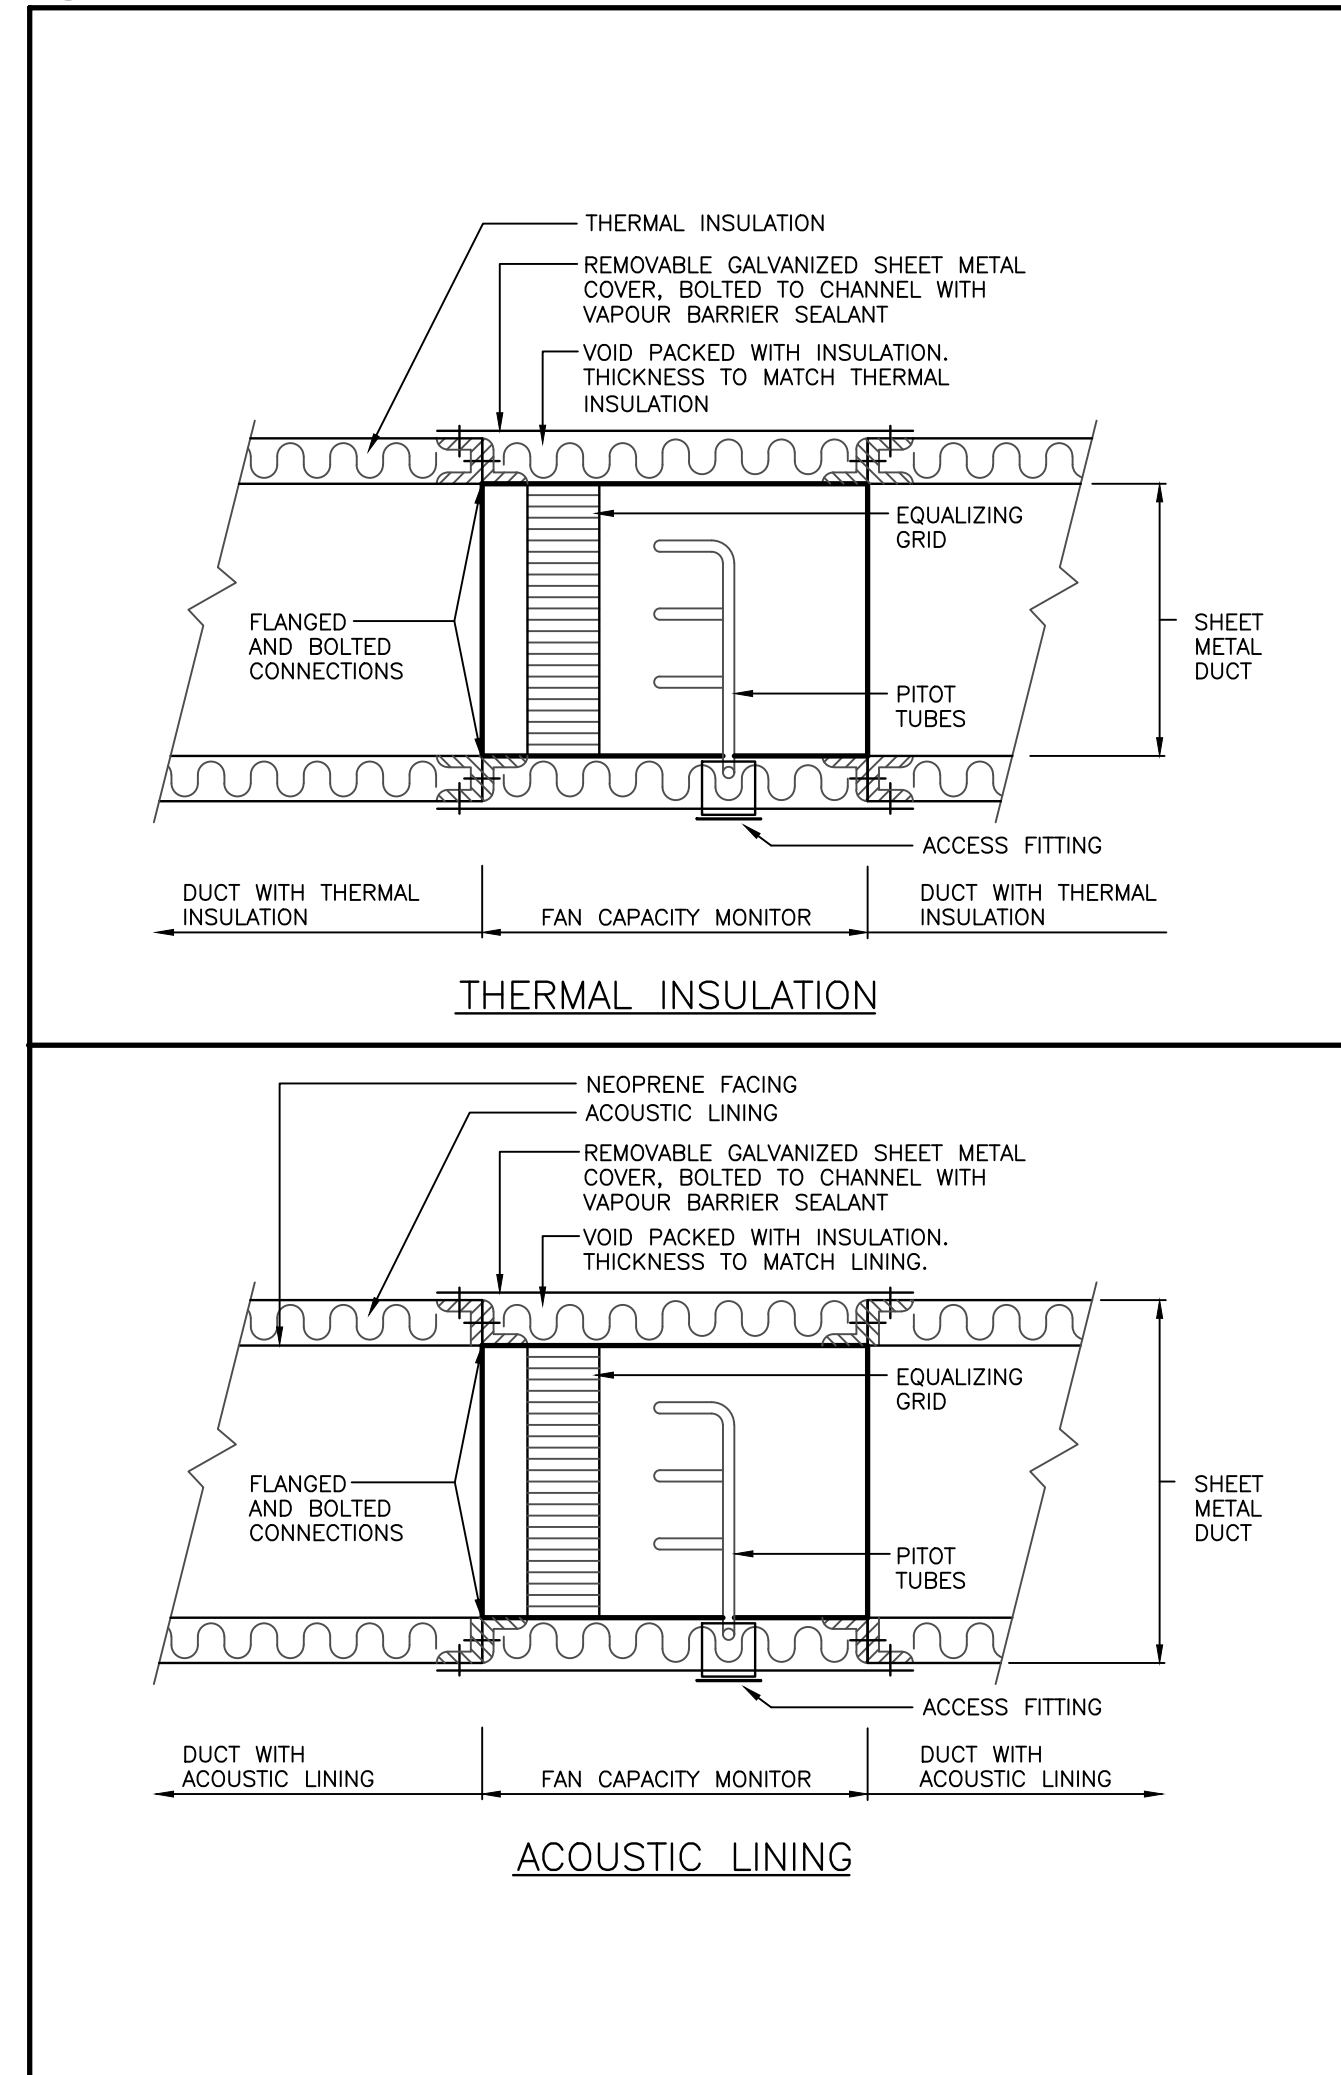 THERMAL INSULATION
REMOVABLE GALVANIZED SHEET METAL
COVER, BOLTED TO CHANNEL WITH
VAPOUR BARRIER SEALANT
VOID PACKED WITH INSULATION.
THICKNESS TO MATCH THERMAL
INSULATION
EQUALIZING
GRID
FLANGED
AND BOLTED
CONNECTIONS
SHEET
METAL
DUCT
PITOT
TUBES
ACCESS FITTING
DUCT WITH THERMAL
INSULATION
FAN CAPACITY MONITOR
DUCT WITH THERMAL
INSULATION
THERMAL INSULATION
NEOPRENE FACING
ACOUSTIC LINING
REMOVABLE GALVANIZED SHEET METAL
COVER, BOLTED TO CHANNEL WITH
VAPOUR BARRIER SEALANT
VOID PACKED WITH INSULATION.
THICKNESS TO MATCH LINING.
EQUALIZING
GRID
FLANGED
AND BOLTED
CONNECTIONS
SHEET
METAL
DUCT
PITOT
TUBES
ACCESS FITTING
DUCT WITH
ACOUSTIC LINING
FAN CAPACITY MONITOR
DUCT WITH
ACOUSTIC LINING
ACOUSTIC LINING